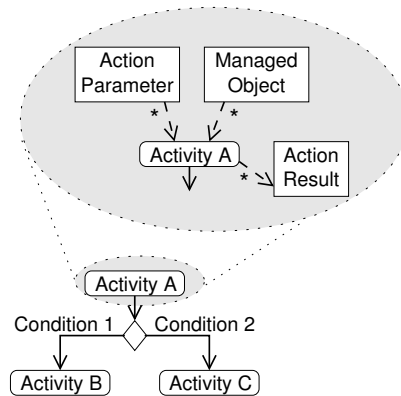 Action
Parameter
Managed
Object
*
*
Activity A
*
Action
Result
Activity A
Condition 1
Condition 2
Activity B
Activity C